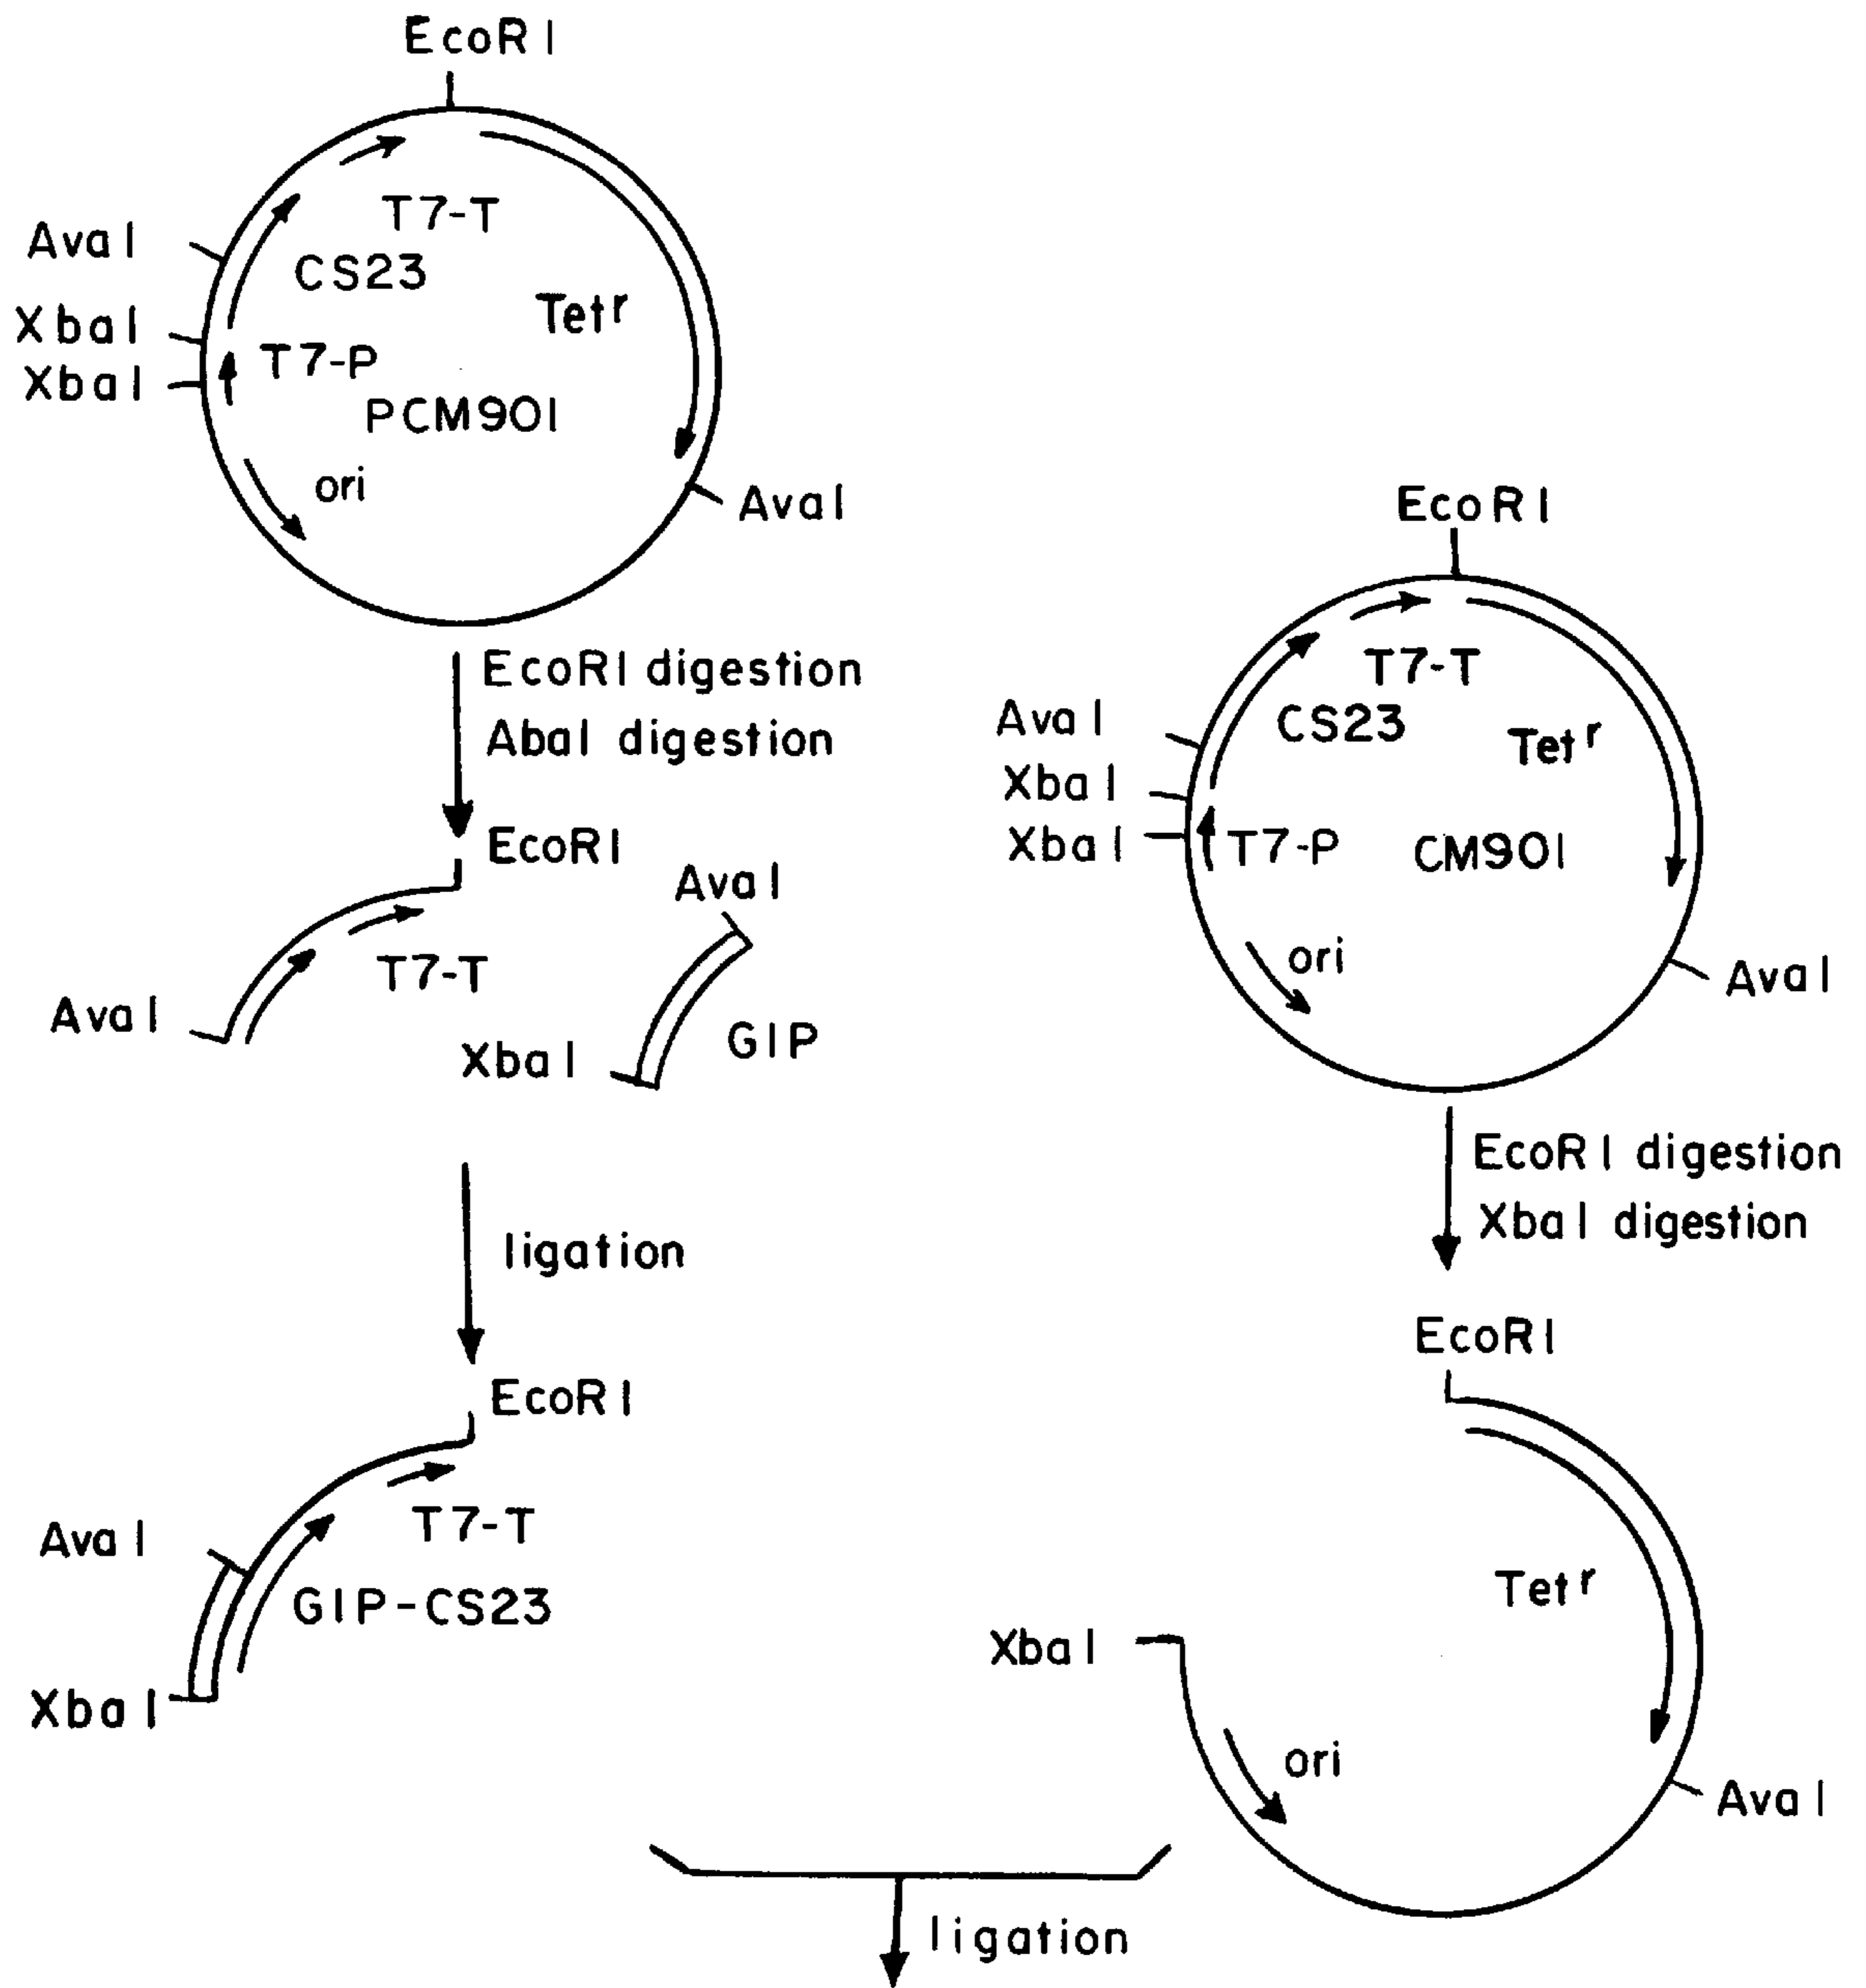 EcoRI
AvaI
T7-T
CS23
XbaI
Tetr
XbaI
T7-P
PCM901
ori
AvaI
EcoRI digestion
AbaI digestion
EcoRI
AvaI
T7-T
AvaI
XbaI
GIP
ligation
EcoRI
AvaI
T7-T
GIP-CS23
XbaI
EcoRI
AvaI
T7-T
CS23
Tetr
XbaI
XbaI
T7-P
CM901
ori
AvaI
EcoRI digestion
XbaI digestion
EcoRI
Tetr
XbaI
ori
AvaI
ligation